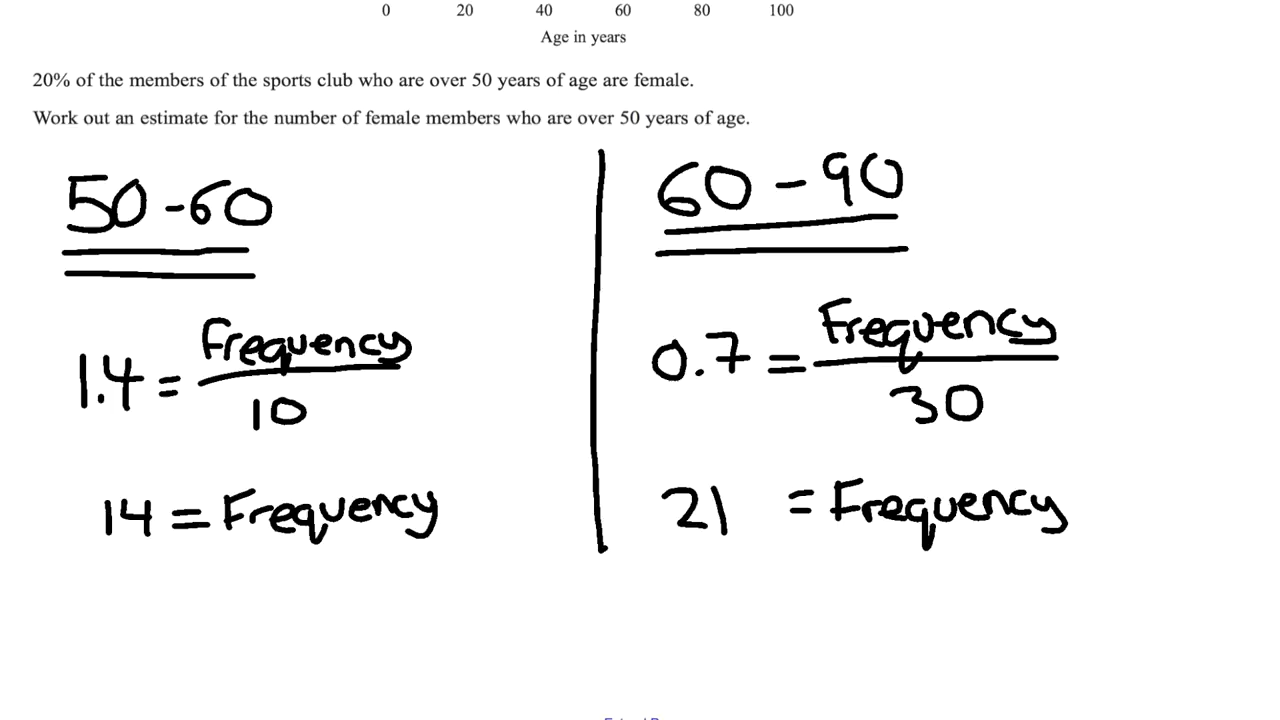 0 20 40 60 80 100
Age in years
20% of the members of the sports club who are over 50 years of age are female.
Work out an estimate for the number of female members who are over 50 years of age.
50-60
1.4 = Frequency
10
14 = Frequency
60-90
0.7 = Frequency
30
21 = Frequency